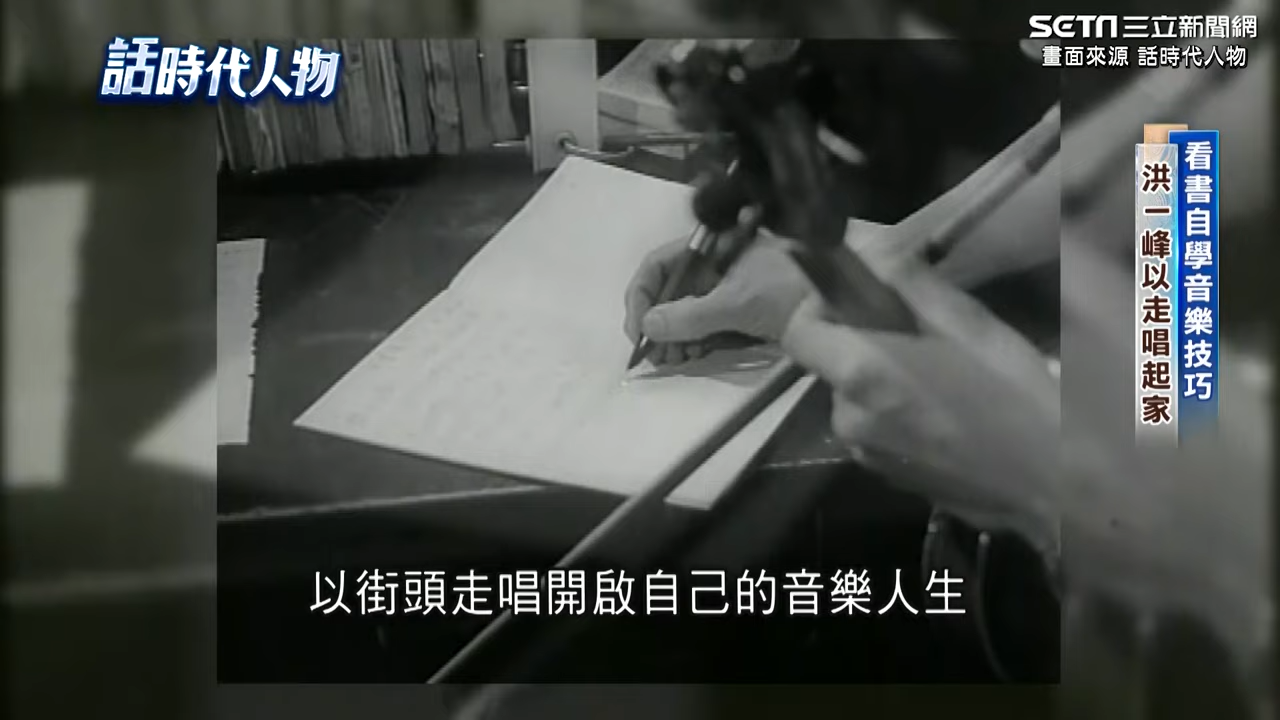 話時代人物
SETN三立新聞網
畫面來源 話時代人物
看書自學音樂技巧
洪一峰以走唱起家
以街頭走唱開啟自己的音樂人生